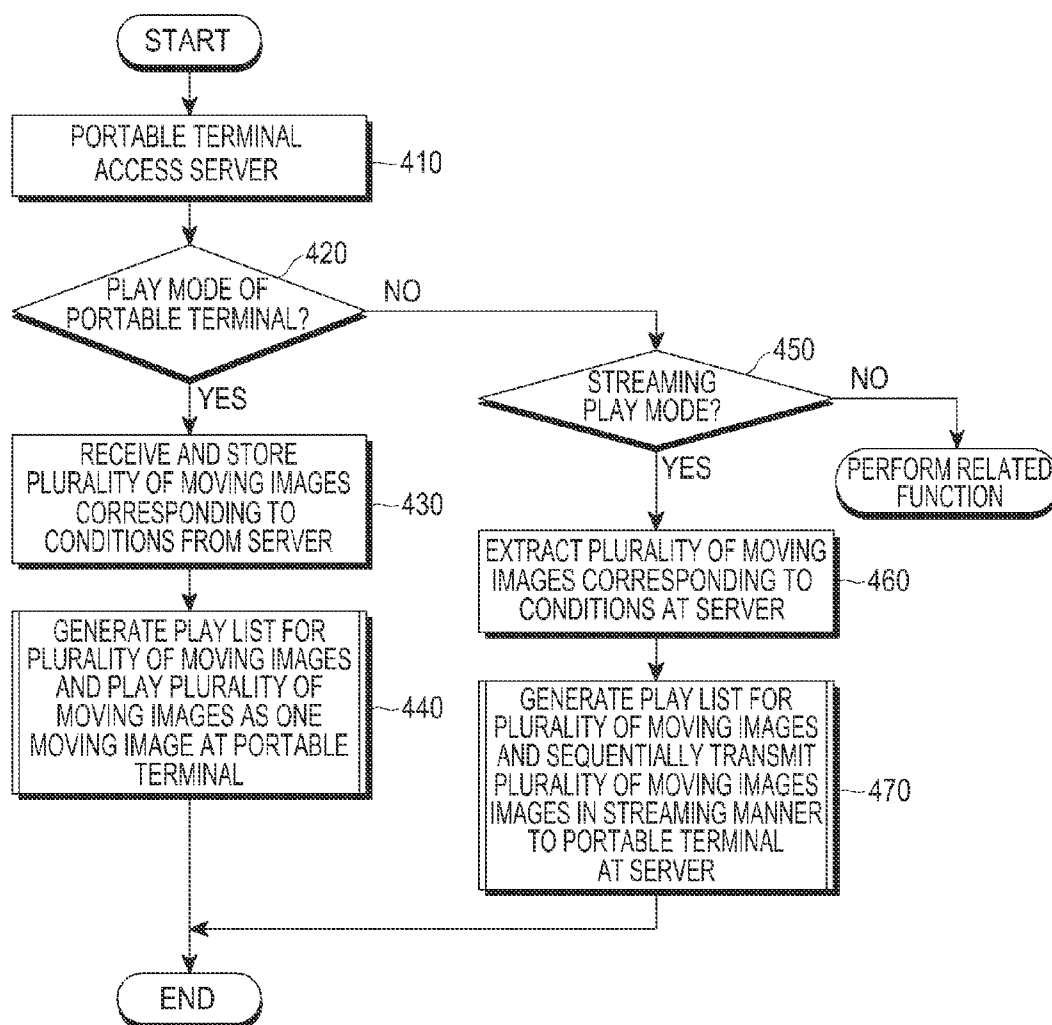 START
PORTABLE TERMINAL
ACCESS SERVER
410
420
PLAY MODE OF
PORTABLE TERMINAL?
NO
YES
RECEIVE AND STORE
PLURALITY OF MOVING IMAGES
CORRESPONDING TO
CONDITIONS FROM SERVER
430
GENERATE PLAY LIST FOR
PLURALITY OF MOVING IMAGES
AND PLAY PLURALITY OF
MOVING IMAGES AS ONE
MOVING IMAGE AT PORTABLE
TERMINAL
440
450
STREAMING
PLAY MODE?
NO
YES
PERFORM RELATED
FUNCTION
EXTRACT PLURALITY OF MOVING
IMAGES CORRESPONDING TO
CONDITIONS AT SERVER
460
GENERATE PLAY LIST FOR
PLURALITY OF MOVING IMAGES
AND SEQUENTIALLY TRANSMIT
PLURALITY OF MOVING IMAGES
IMAGES IN STREAMING MANNER
TO PORTABLE TERMINAL
AT SERVER
470
END